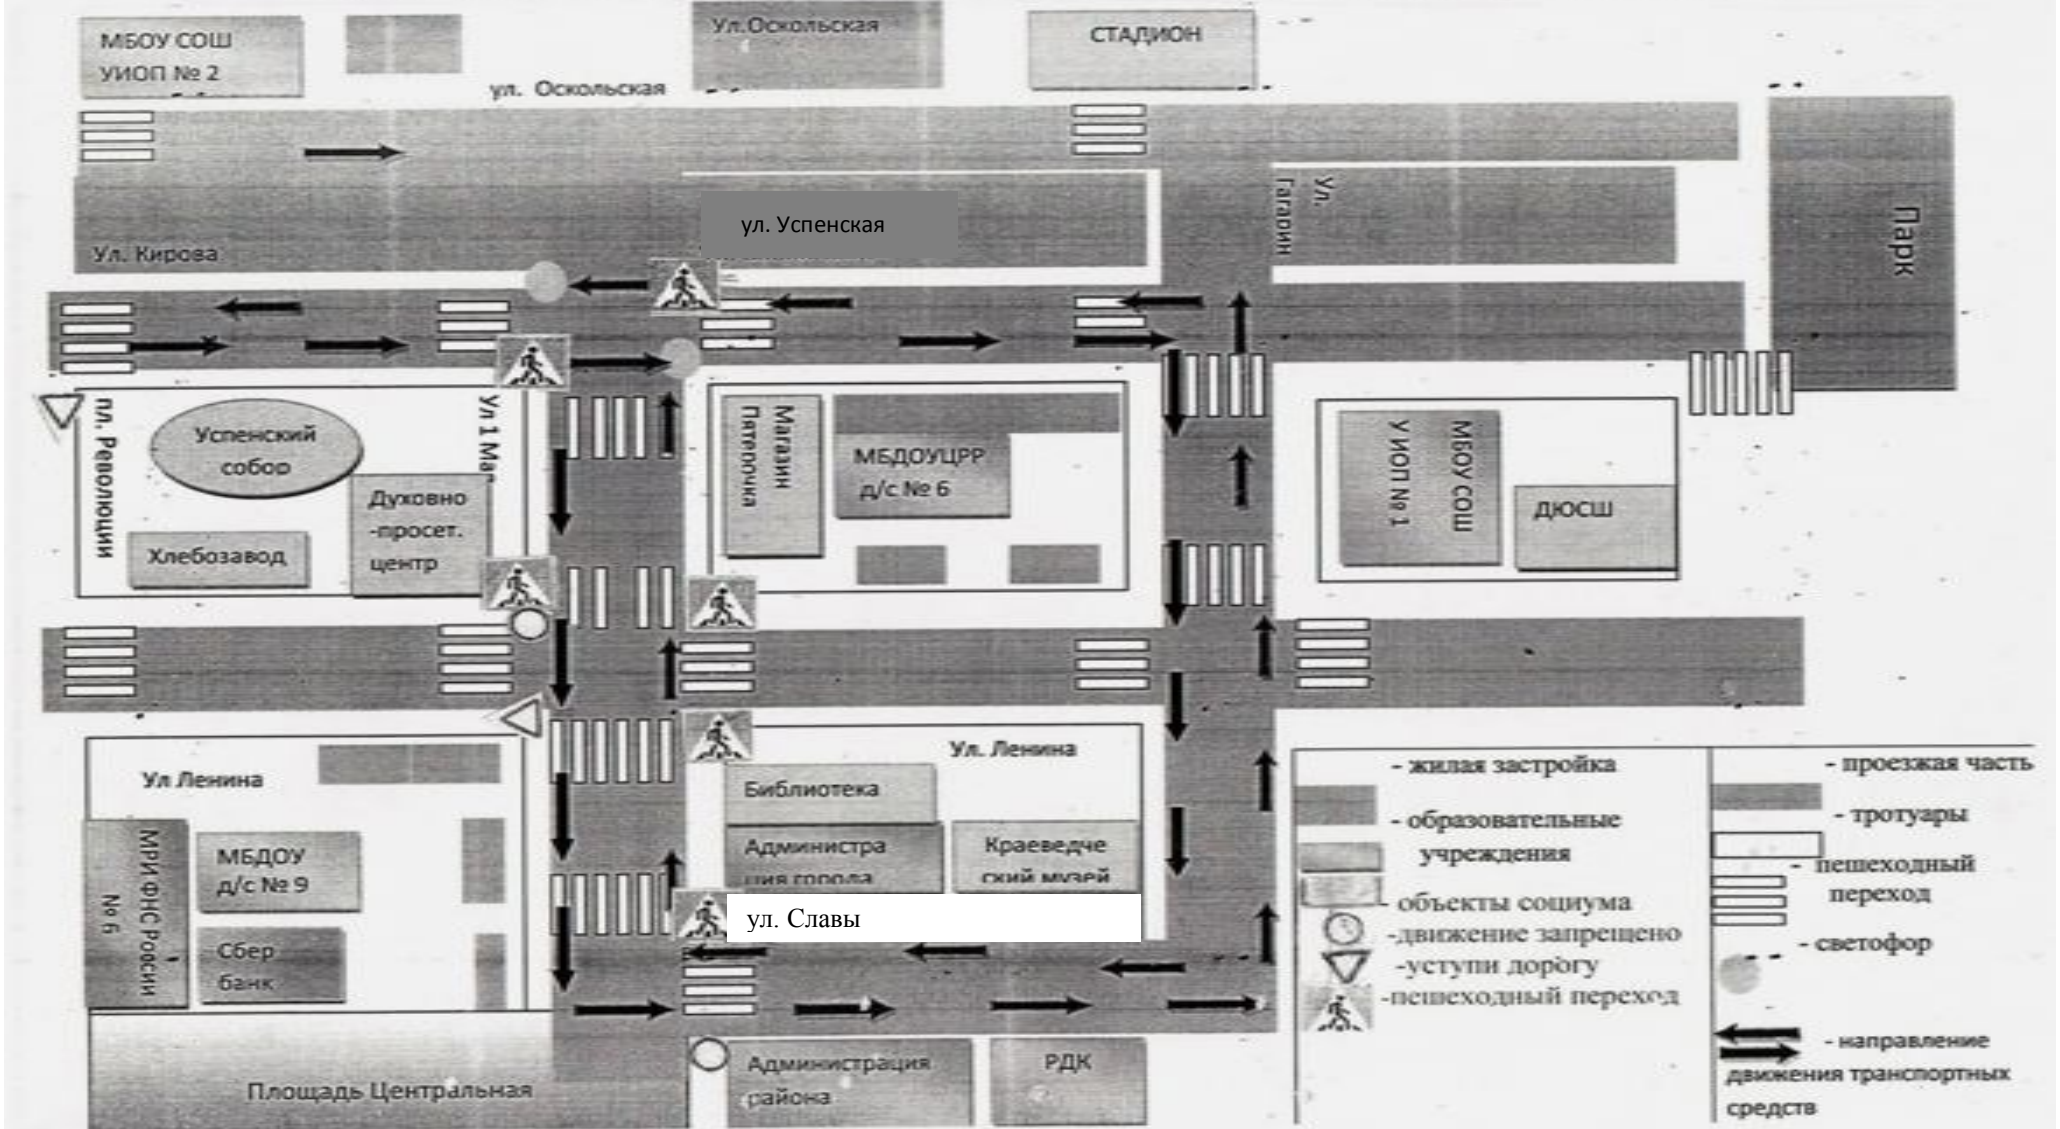 МБОУ СОШ
УИОП № 2
ул. Оскольская
Ул.Оскольская
СТАДИОН
Ул.
Гагарин
Парк
ул. Успенская
Ул. Кирова
пл. Революции
Успенский
собор
Ул 1 Ма
Духовно
-просет.
центр
Хлебозавод
Магазин
Пятерочка
МБДОУЦРР
д/с № 6
МБОУ СОШ
У ИОП № 1
ДЮСШ
Ул Ленина
МРИ ФНС России
№ 6
МБДОУ
д/с № 9
Сбер
банк
Ул. Ленина
Библиотека
Администра
ция города
Краеведче
ский музей
ул. Славы
Площадь Центральная
Администрация
района
РДК
- жилая застройка
- образовательные
учреждения
- объекты социума
-движение запрещено
-уступи дорогу
-пешеходный переход
- проезжая часть
- тротуары
- пешеходный
переход
- светофор
- направление
движения транспортных
средств